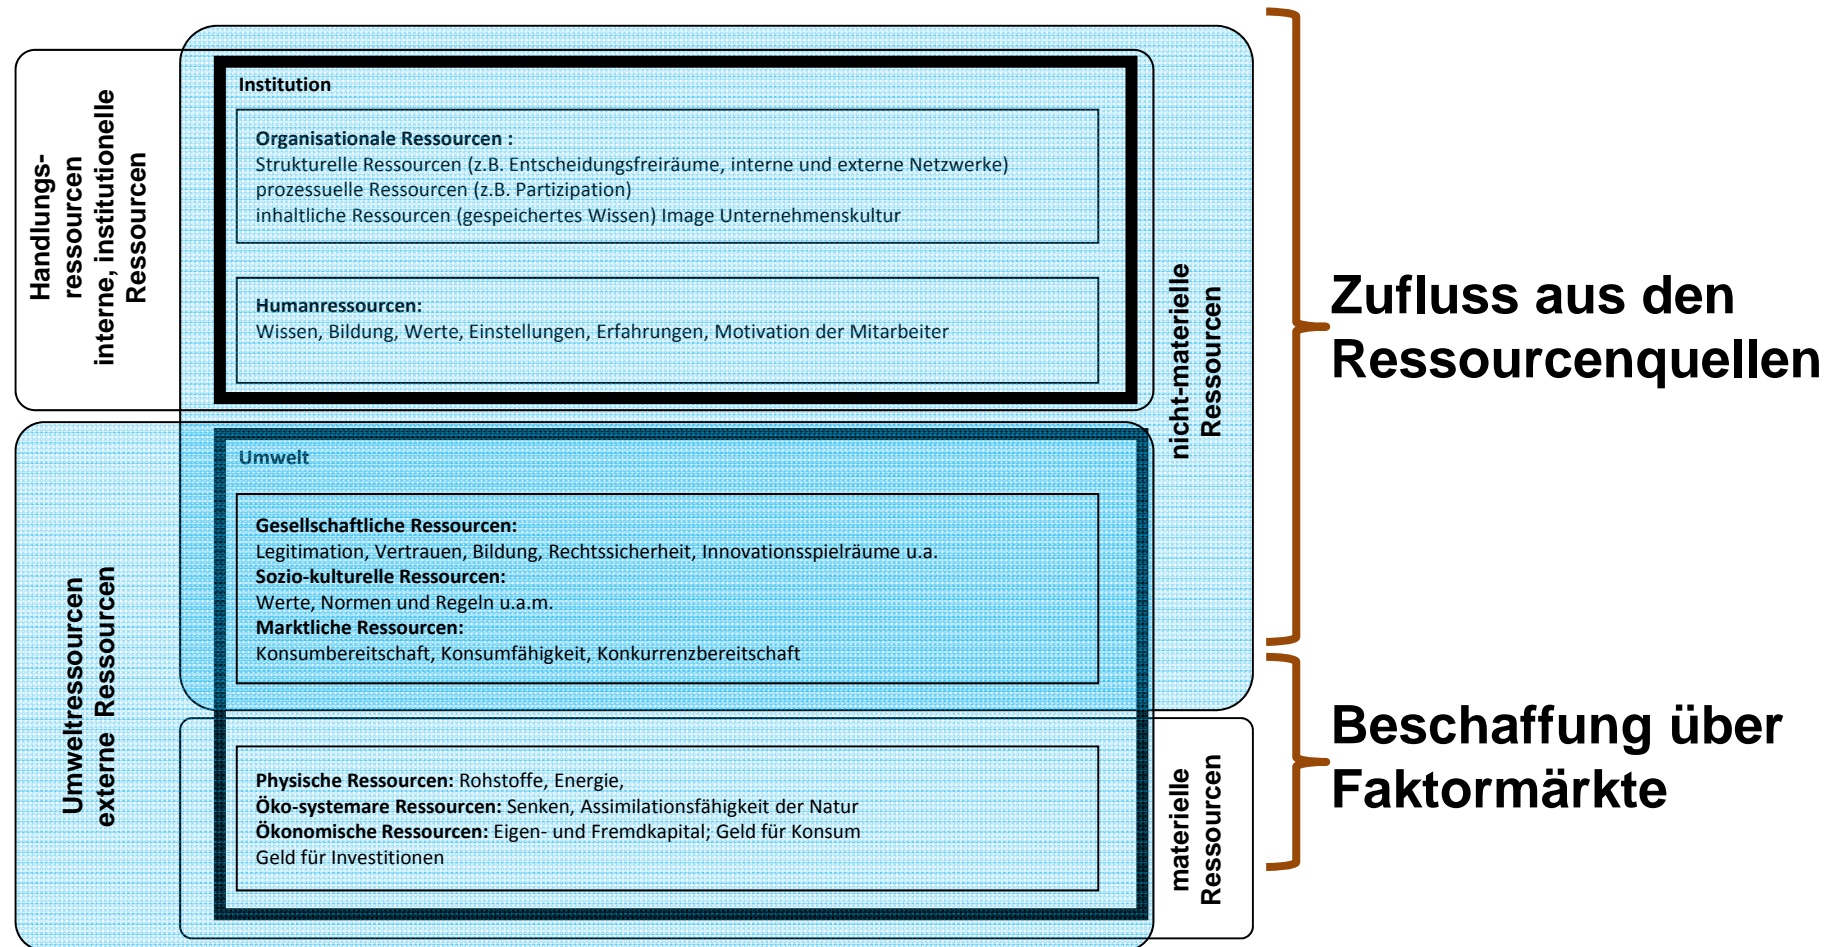 Handlungs-
ressourcen
interne, institutionelle
Ressourcen
Institution
Organisationale Ressourcen :
Strukturelle Ressourcen (z.B. Entscheidungsfreiräume, interne und externe Netzwerke)
prozessuelle Ressourcen (z.B. Partizipation)
inhaltliche Ressourcen (gespeichertes Wissen) Image Unternehmenskultur
Humanressourcen:
Wissen, Bildung, Werte, Einstellungen, Erfahrungen, Motivation der Mitarbeiter
nicht-materielle
Ressourcen
Zufluss aus den
Ressourcenquellen
Umweltressourcen
externe Ressourcen
Umwelt
Gesellschaftliche Ressourcen:
Legitimation, Vertrauen, Bildung, Rechtssicherheit, Innovationsspielräume u.a.
Sozio-kulturelle Ressourcen:
Werte, Normen und Regeln u.a.m.
Marktliche Ressourcen:
Konsumbereitschaft, Konsumfähigkeit, Konkurrenzbereitschaft
Physische Ressourcen: Rohstoffe, Energie,
Öko-systemare Ressourcen: Senken, Assimilationsfähigkeit der Natur
Ökonomische Ressourcen: Eigen- und Fremdkapital; Geld für Konsum
Geld für Investitionen
materielle
Ressourcen
Beschaffung über
Faktormärkte